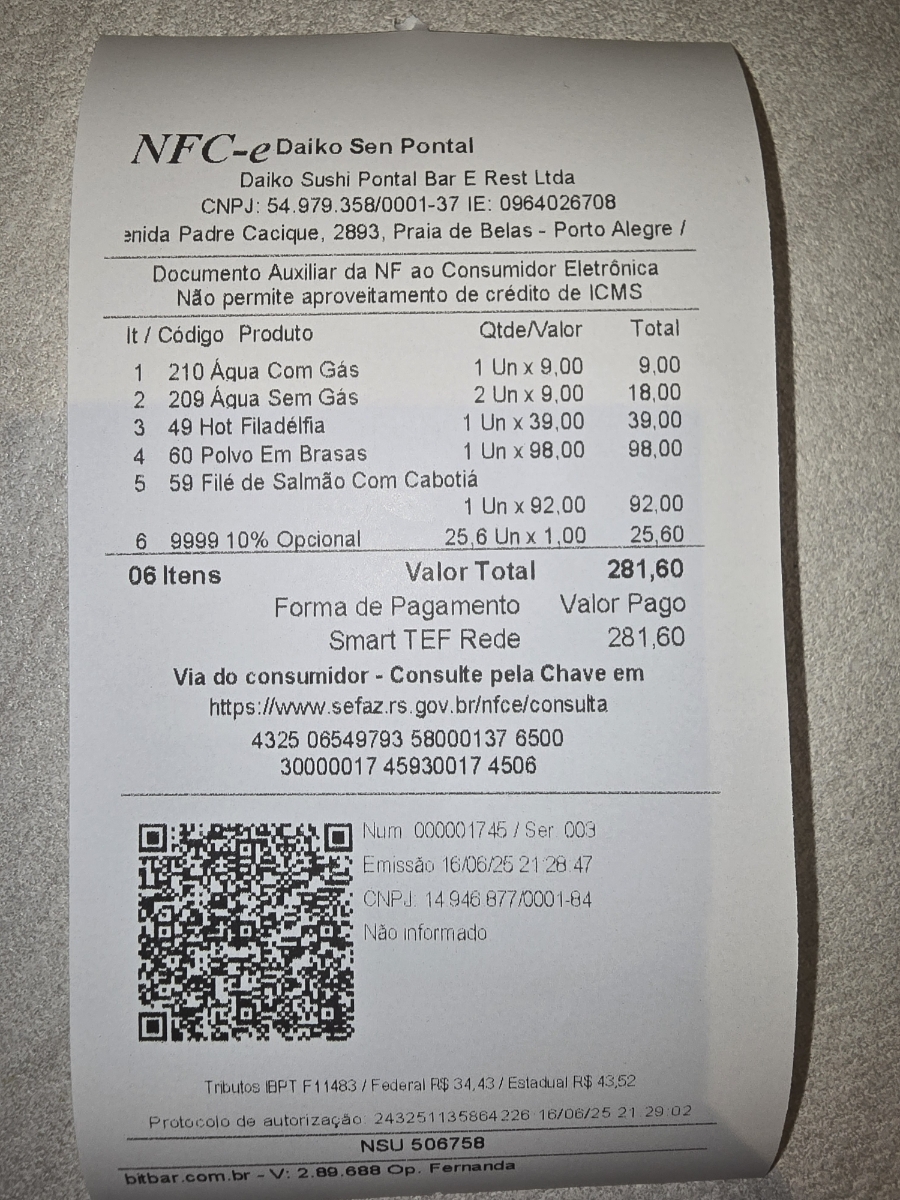 NFC-e Daiko Sen Pontal
Daiko Sushi Pontal Bar E Rest Ltda
CNPJ: 54.979.358/0001-37 IE: 0964026708
enida Padre Cacique, 2893, Praia de Belas - Porto Alegre /
Documento Auxiliar da NF ao Consumidor Eletrônica
Não permite aproveitamento de crédito de ICMS
It / Código Produto Qtde/Valor Total
1 210 Água Com Gás 1 Un x 9,00 9,00
2 209 Água Sem Gás 2 Un x 9,00 18,00
3 49 Hot Filadélfia 1 Un x 39,00 39,00
4 60 Polvo Em Brasas 1 Un x 98,00 98,00
5 59 Filé de Salmão Com Cabotiá
1 Un x 92,00 92,00
6 9999 10% Opcional 25,6 Un x 1,00 25,60
06 Itens Valor Total 281,60
Forma de Pagamento Valor Pago
Smart TEF Rede 281,60
Via do consumidor - Consulte pela Chave em
https://www.sefaz.rs.gov.br/nfce/consulta
4325 06549793 58000137 6500
30000017 45930017 4506
Num 000001745 / Ser 003
Emissão 16/06/25 21:28:47
CNPJ: 14.946.877/0001-84
Não informado
Tributos IBPT F11483 / Federal R$ 34,43 / Estadual R$ 43,52
Protocolo de autorização: 243251135864226 16/06/25 21:29:02
NSU 506758
bitbar.com.br - V: 2.89.688 Op. Fernanda